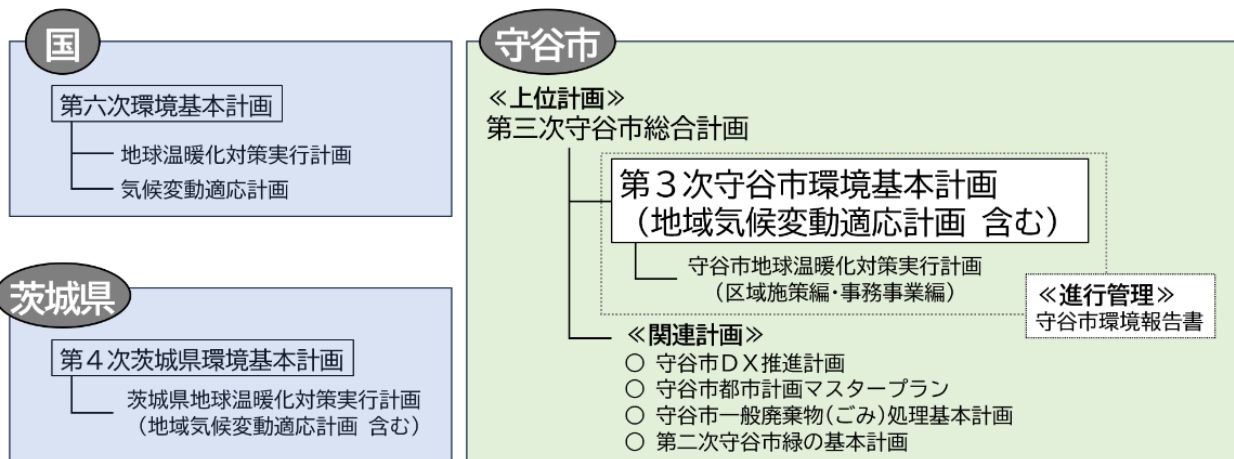 国
第六次環境基本計画
地球温暖化対策実行計画
気候変動適応計画
茨城県
第４次茨城県環境基本計画
茨城県地球温暖化対策実行計画
（地域気候変動適応計画 含む）
守谷市
≪上位計画≫
第三次守谷市総合計画
第３次守谷市環境基本計画
（地域気候変動適応計画 含む）
守谷市地球温暖化対策実行計画
（区域施策編・事務事業編）
≪進行管理≫
守谷市環境報告書
≪関連計画≫
○ 守谷市ＤＸ推進計画
○ 守谷市都市計画マスタープラン
○ 守谷市一般廃棄物(ごみ)処理基本計画
○ 第二次守谷市緑の基本計画